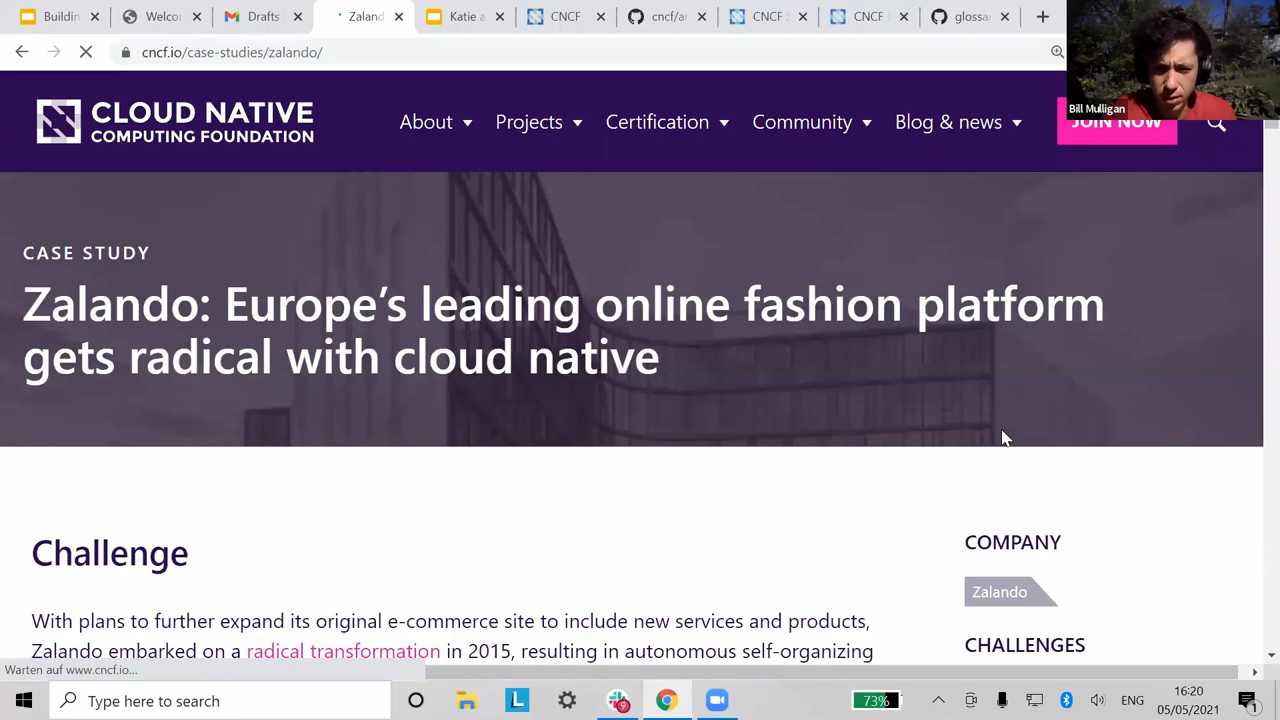 Buildin
Welcor
Drafts
Zaland
Katie a
CNCF
cncf/a
CNCF
CNCF
glossa
cncf.io/case-studies/zalando/
Bill Mulligan
CLOUD NATIVE
COMPUTING FOUNDATION
About
Projects
Certification
Community
Blog & news
JOIN NOW
CASE STUDY
Zalando: Europe's leading online fashion platform
gets radical with cloud native
Challenge
COMPANY
Zalando
With plans to further expand its original e-commerce site to include new services and products,
Zalando embarked on a radical transformation in 2015, resulting in autonomous self-organizing
CHALLENGES
Warten auf www.cncf.io...
Type here to search
L
9
73%
ENG
16:20
05/05/2021
1